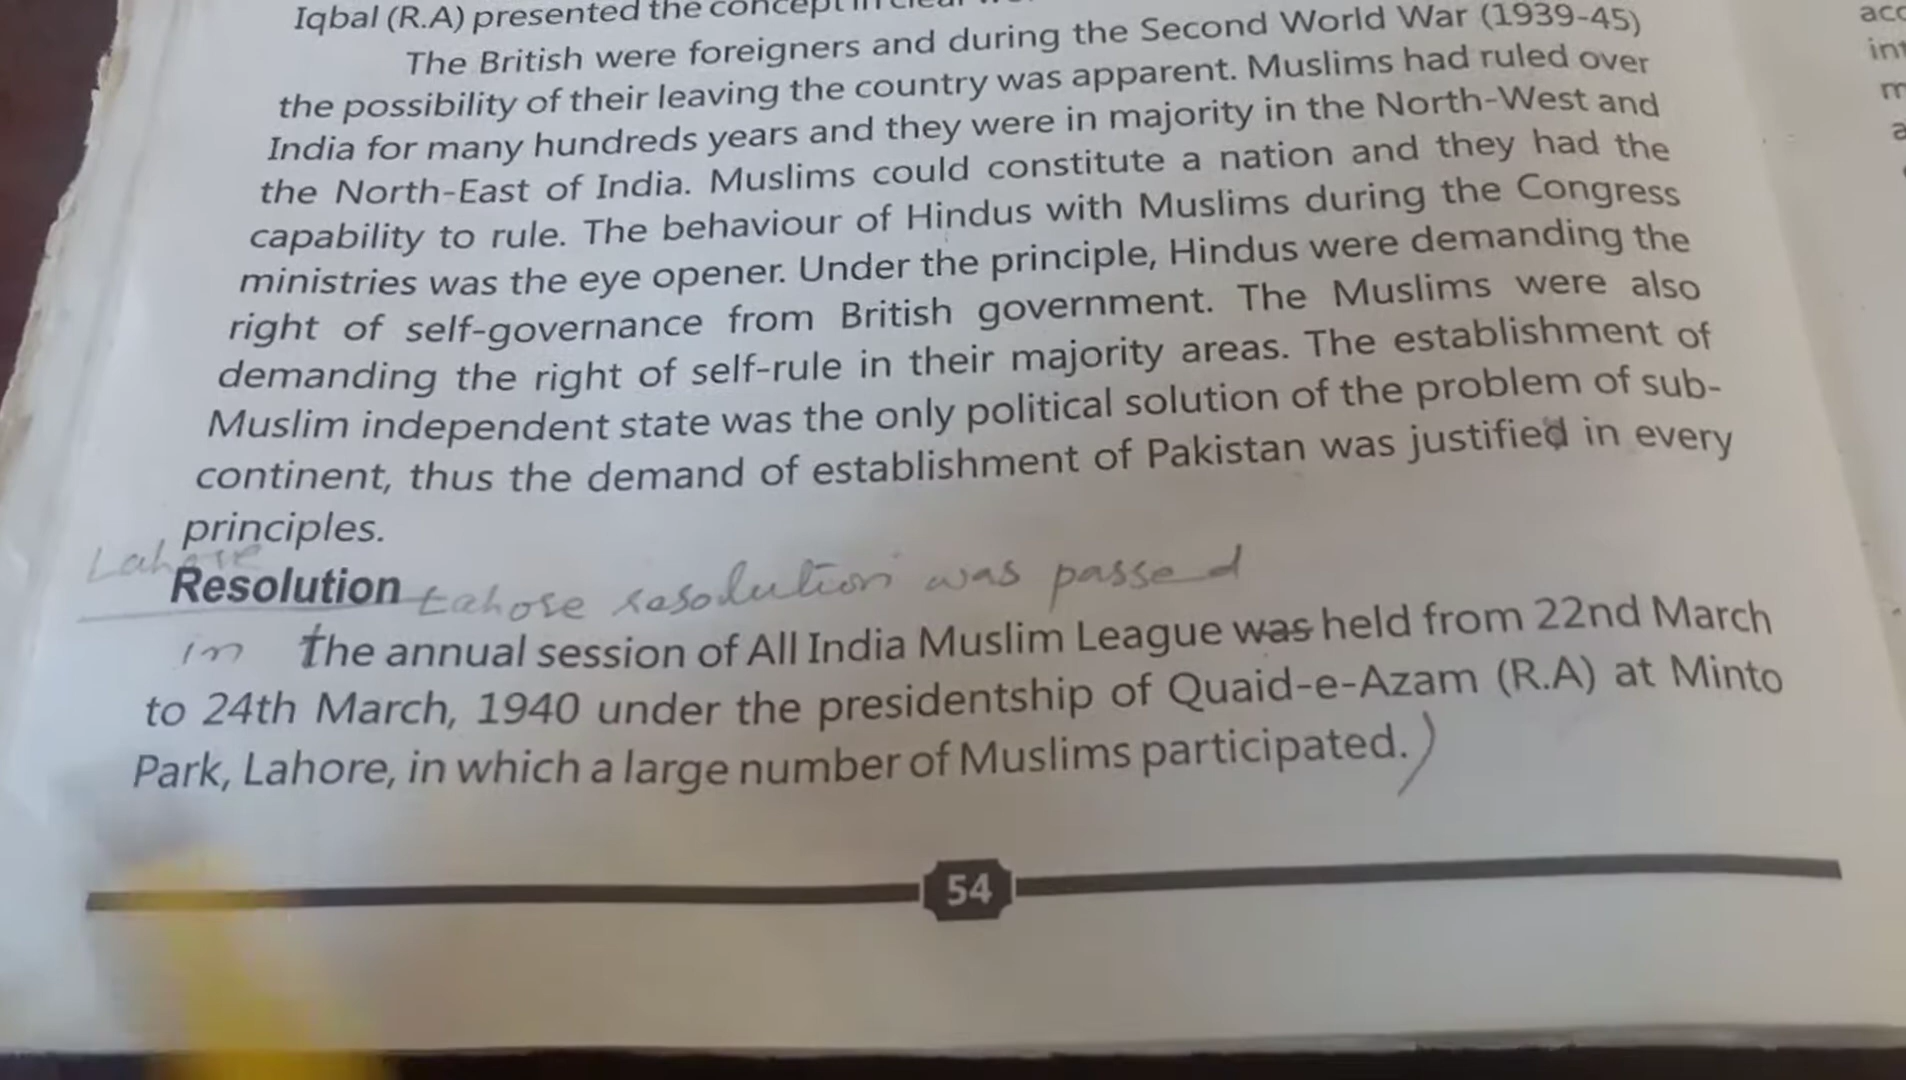 Iqbal (R.A) presented the concept in clear
The British were foreigners and during the Second World War (1939-45)
the possibility of their leaving the country was apparent. Muslims had ruled over
India for many hundreds years and they were in majority in the North-West and
the North-East of India. Muslims could constitute a nation and they had the
capability to rule. The behaviour of Hindus with Muslims during the Congress
ministries was the eye opener. Under the principle, Hindus were demanding the
right of self-governance from British government. The Muslims were also
demanding the right of self-rule in their majority areas. The establishment of
Muslim independent state was the only political solution of the problem of sub-
continent, thus the demand of establishment of Pakistan was justified in every
principles.
Lahore
Resolution Lahore resolution was passed
in the annual session of All India Muslim League was held from 22nd March
to 24th March, 1940 under the presidentship of Quaid-e-Azam (R.A) at Minto
Park, Lahore, in which a large number of Muslims participated.)
54